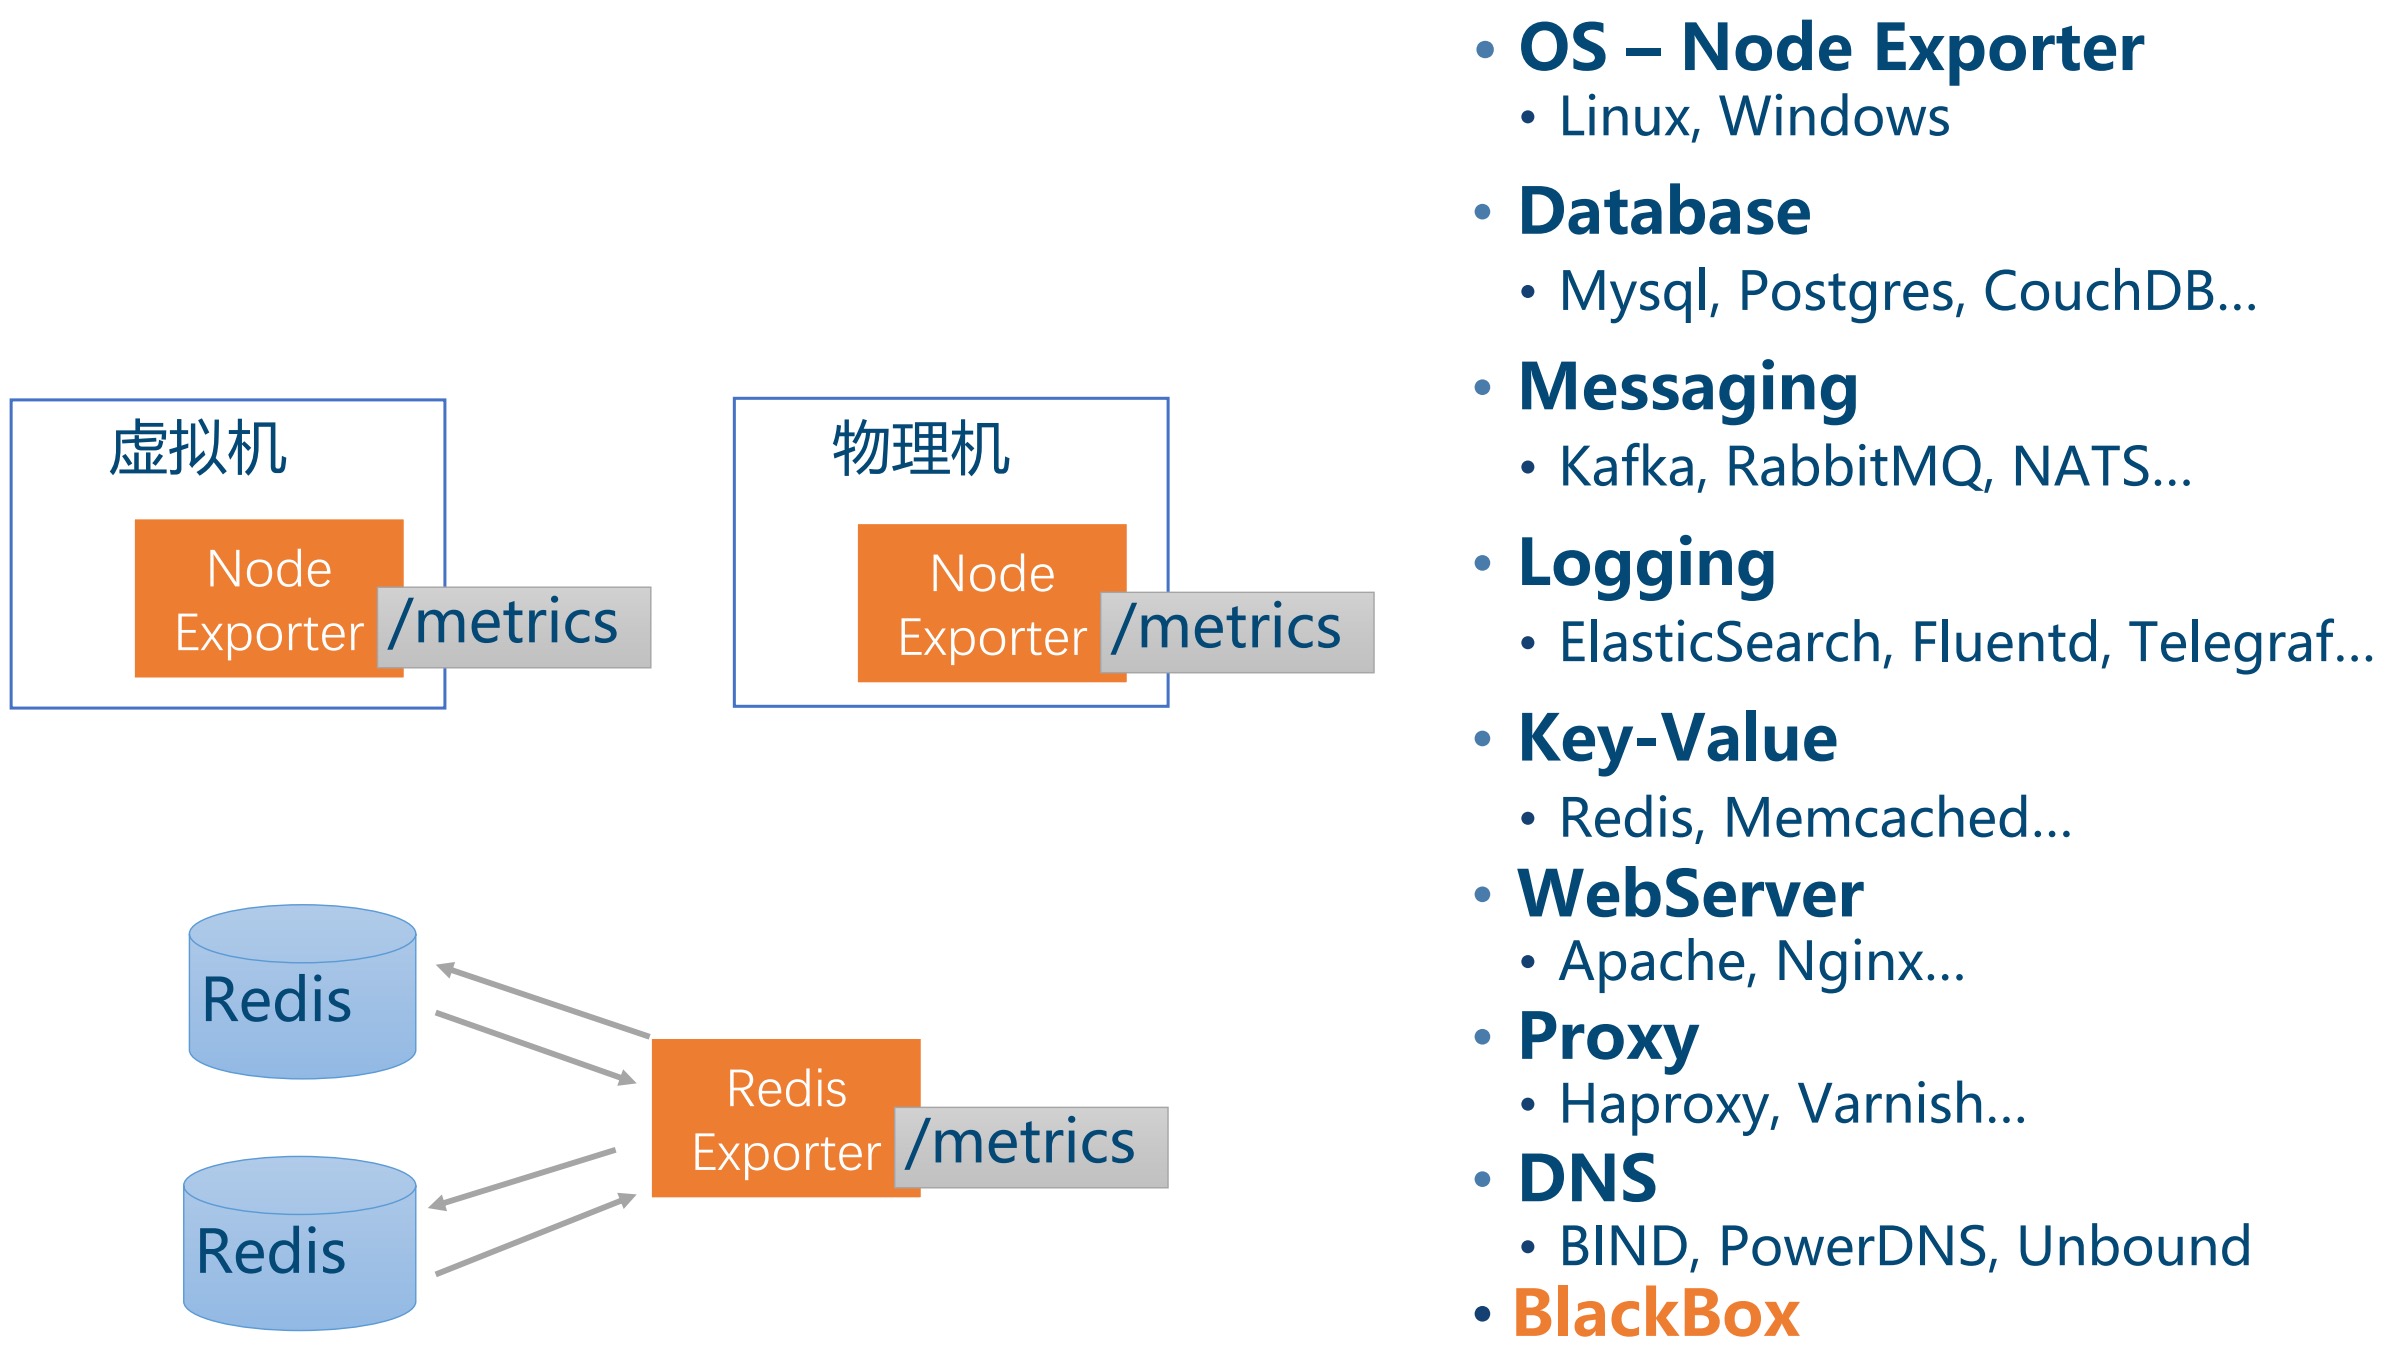 虚拟机
Node
Exporter
/metrics
物理机
Node
Exporter
/metrics
Redis
Redis
Redis
Exporter
/metrics
• OS – Node Exporter
• Linux, Windows
• Database
• Mysql, Postgres, CouchDB…
• Messaging
• Kafka, RabbitMQ, NATS…
• Logging
• ElasticSearch, Fluentd, Telegraf…
• Key-Value
• Redis, Memcached…
• WebServer
• Apache, Nginx…
• Proxy
• Haproxy, Varnish…
• DNS
• BIND, PowerDNS, Unbound
• BlackBox